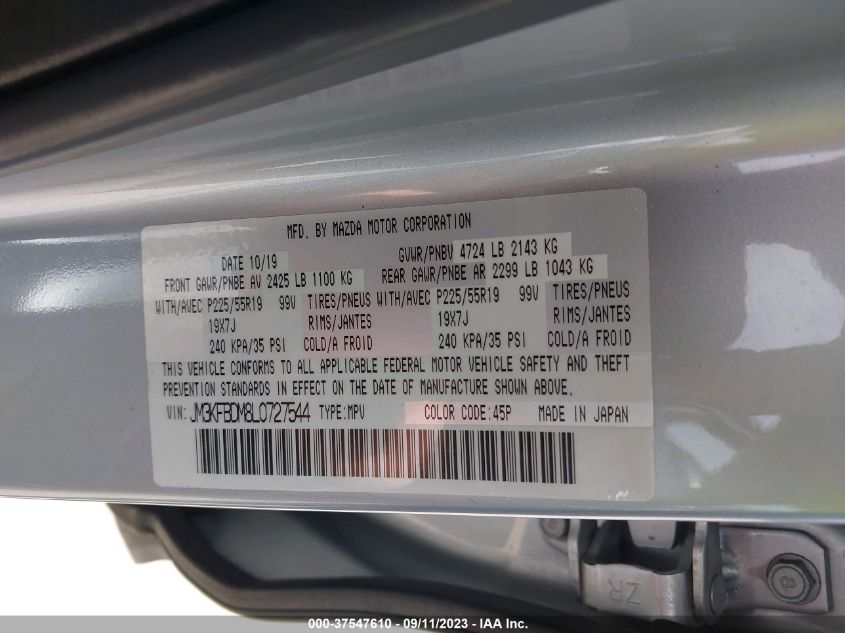 MFD. BY MAZDA MOTOR CORPORATION
DATE 10/19 GVWR/PNBV 4724 LB 2143 KG
FRONT GAWR/PNBE AV 2425 LB 1100 KG REAR GAWR/PNBE AR 2299 LB 1043 KG
WITH/AVEC P225/55R19 99V TIRES/PNEUS WITH/AVEC P225/55R19 99V TIRES/PNEUS
19X7J RIMS/JANTES 19X7J RIMS/JANTES
240 KPA/35 PSI COLD/A FROID 240 KPA/35 PSI COLD/A FROID
THIS VEHICLE CONFORMS TO ALL APPLICABLE FEDERAL MOTOR VEHICLE SAFETY AND THEFT
PREVENTION STANDARDS IN EFFECT ON THE DATE OF MANUFACTURE SHOWN ABOVE.
VIN: JM3KFBDM8L0727544 TYPE:MPV COLOR CODE:45P MADE IN JAPAN
ZR
8
000-37547610 - 09/11/2023 - IAA Inc.